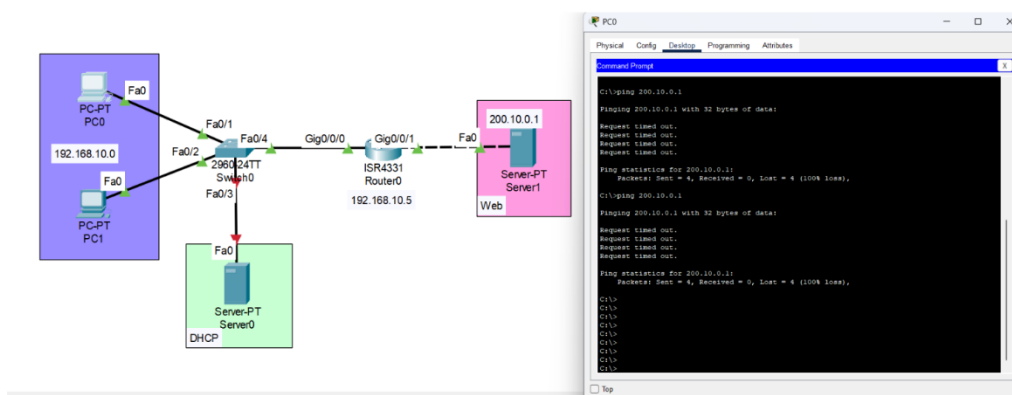 Fa0
PC-PT
PC0
Fa0/1
192.168.10.0
Fa0/2
Fa0/4
2960-24TT
Switch0
Fa0
PC-PT
PC1
Fa0/3
Gig0/0/0
Gig0/0/1
ISR4331
Router0
192.168.10.5
Fa0
200.10.0.1
Server-PT
Server1
Web
Fa0
Server-PT
Server0
DHCP
PC0
Physical Config Desktop Programming Attributes
Command Prompt
X
C:\>ping 200.10.0.1
Pinging 200.10.0.1 with 32 bytes of data:
Request timed out.
Request timed out.
Request timed out.
Request timed out.
Ping statistics for 200.10.0.1:
Packets: Sent = 4, Received = 0, Lost = 4 (100% loss),
C:\>ping 200.10.0.1
Pinging 200.10.0.1 with 32 bytes of data:
Request timed out.
Request timed out.
Request timed out.
Request timed out.
Ping statistics for 200.10.0.1:
Packets: Sent = 4, Received = 0, Lost = 4 (100% loss),
C:\>
C:\>
C:\>
C:\>
C:\>
C:\>
C:\>
C:\>
C:\>
Top